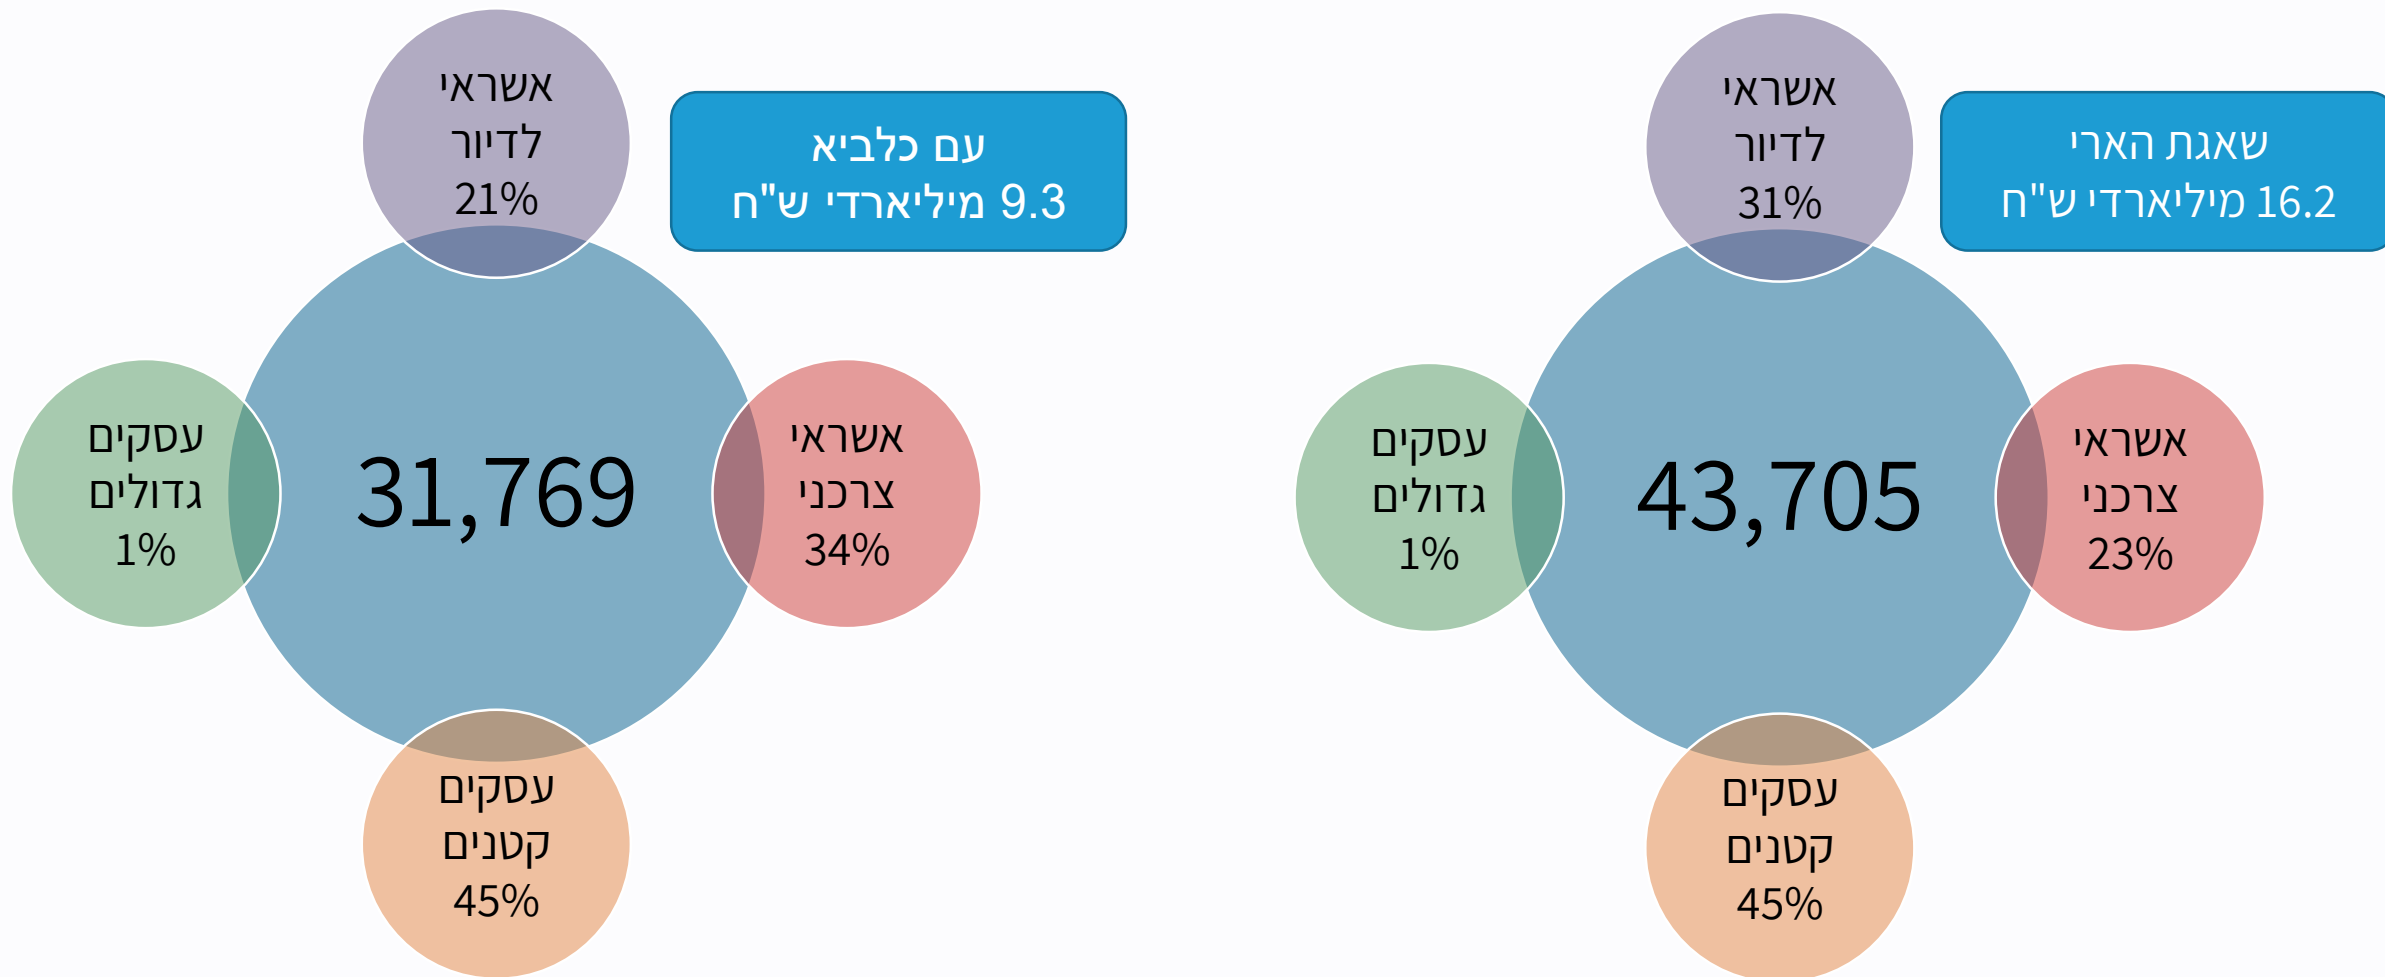 שאגת הארי
16.2 מיליארדי ש"ח
אשראי
לדיור
31%
אשראי
צרכני
23%
43,705
עסקים
גדולים
1%
עסקים
קטנים
45%
עם כלביא
9.3 מיליארדי ש"ח
אשראי
לדיור
21%
אשראי
צרכני
34%
31,769
עסקים
גדולים
1%
עסקים
קטנים
45%